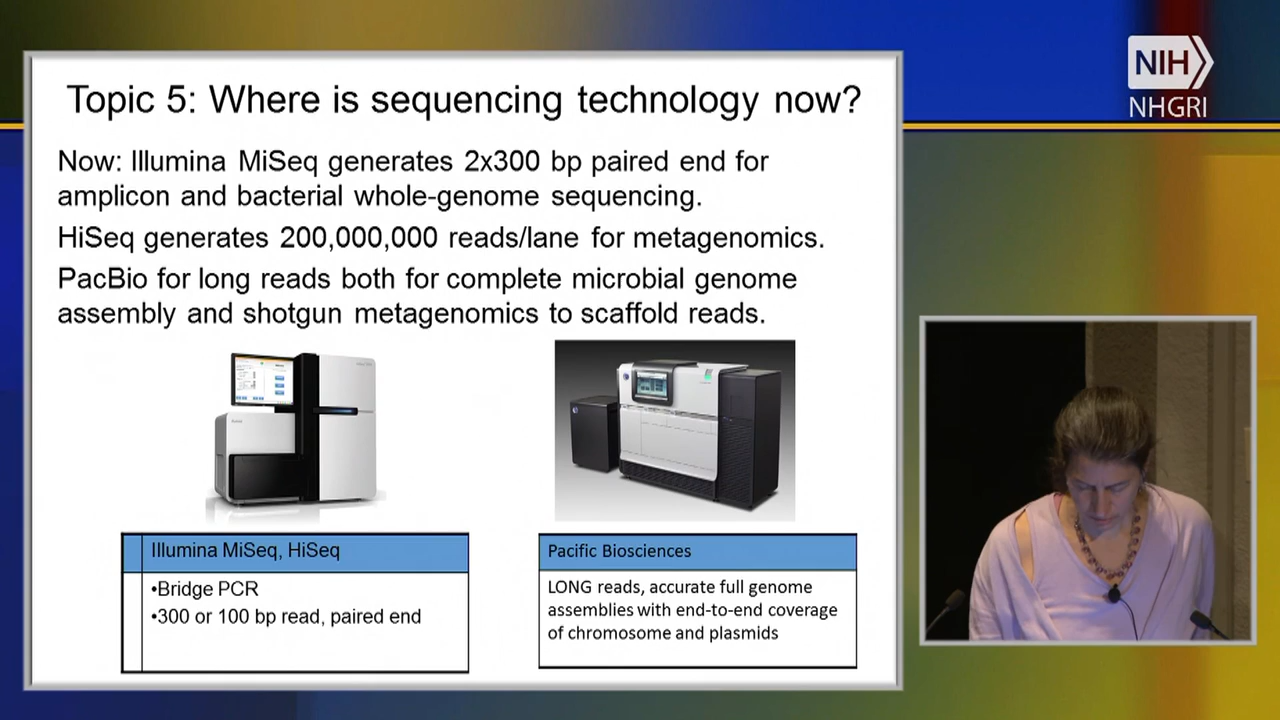 Topic 5: Where is sequencing technology now?
Now: Illumina MiSeq generates 2x300 bp paired end for
amplicon and bacterial whole-genome sequencing.
HiSeq generates 200,000,000 reads/lane for metagenomics.
PacBio for long reads both for complete microbial genome
assembly and shotgun metagenomics to scaffold reads.
Illumina MiSeq, HiSeq
•Bridge PCR
•300 or 100 bp read, paired end
Pacific Biosciences
LONG reads, accurate full genome
assemblies with end-to-end coverage
of chromosome and plasmids
NIH
NHGRI